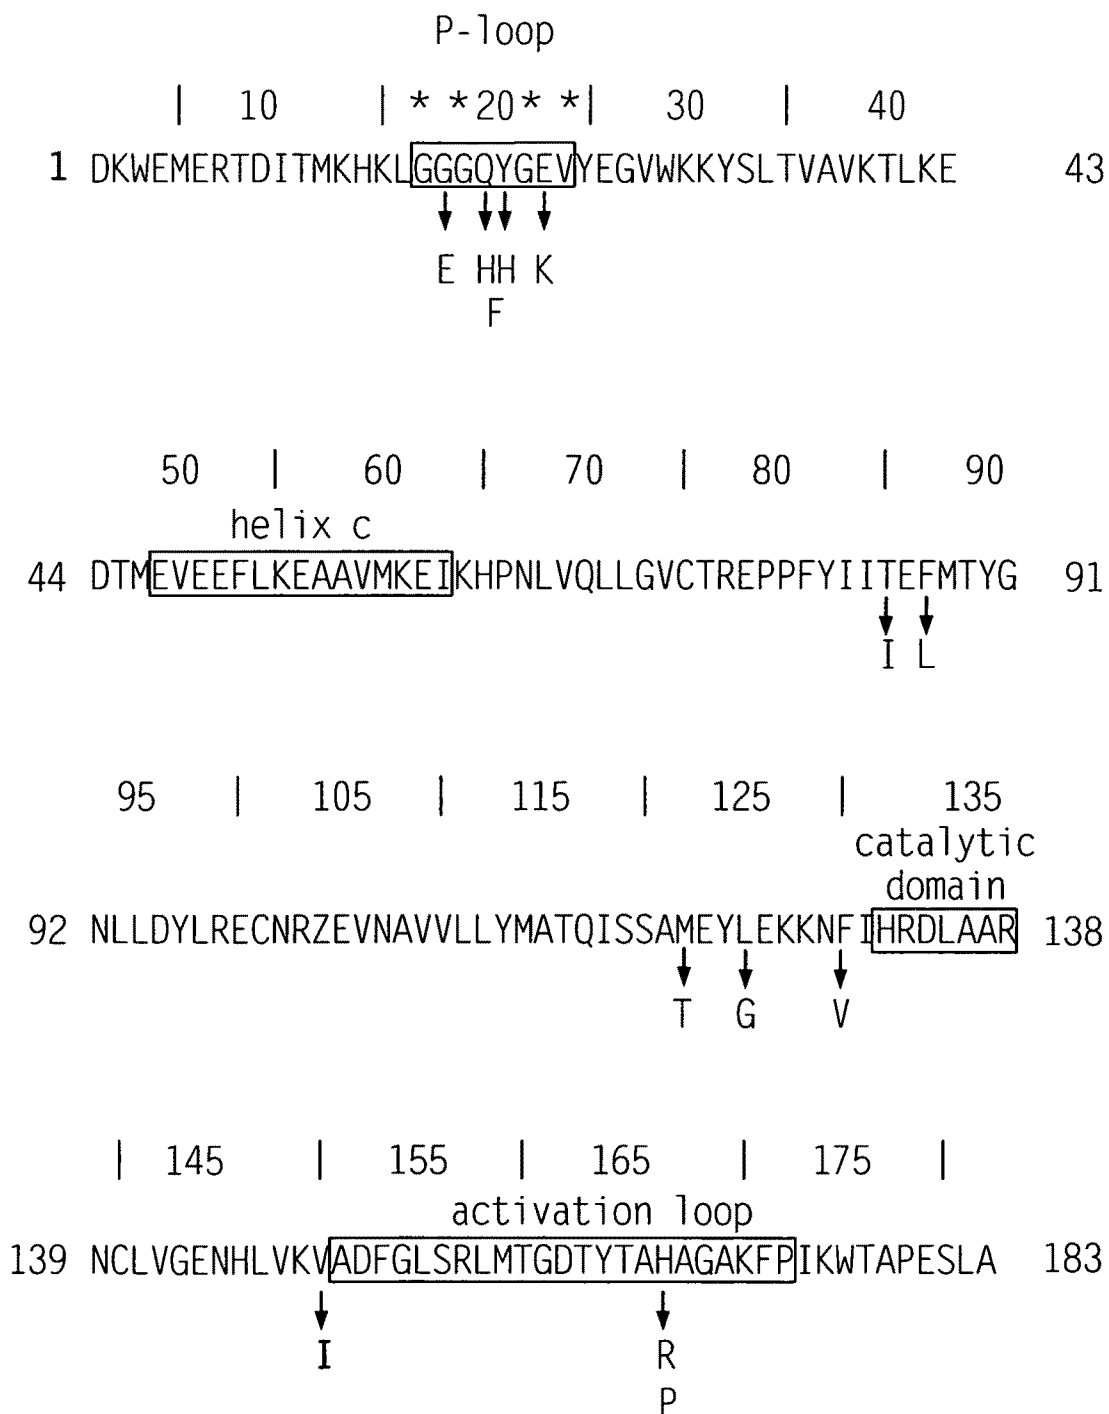 P-loop
| 10 | * *20* *| 30 | 40
1 DKWEMERTDITMKHKLGGGQYGEVYEGVWKKYSLTVAVKTLKE 43
E HH K
F
50 | 60 | 70 | 80 | 90
helix c
44 DTMEVEEFLKEAAVMKEIKHPNLVQLLGVCTREPPFYIITEFMTYG 91
I L
95 | 105 | 115 | 125 | 135
catalytic
domain
92 NLLDYLRECNRZEVNAVVLLYMATQISSAMEYLEKKNFIHRDLAAR 138
T G V
| 145 | 155 | 165 | 175 |
activation loop
139 NCLVGENHLVKVADFGLSRLMTGDTYTAHAGAKFPIKWTAPESLA 183
I R
P